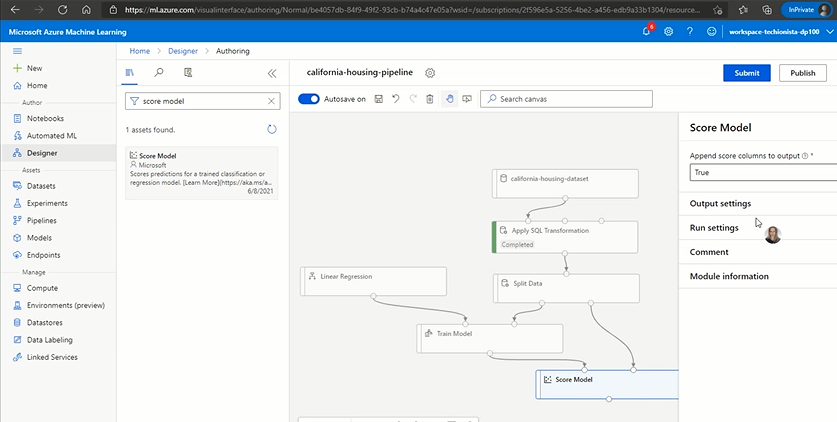 https://ml.azure.com/visualinterface/authoring/Normal/be4057db-84f9-49f2-93cb-b74a4c47e05a?wsid=/subscriptions/2f596e5a-5256-4be2-a456-edb9a33b1304/resource...
InPrivate
Microsoft Azure Machine Learning
6
workspace-techionista-dp100
New
Home
Author
Notebooks
Automated ML
Designer
Assets
Datasets
Experiments
Pipelines
Models
Endpoints
Manage
Compute
Environments (preview)
Datastores
Data Labeling
Linked Services
Home > Designer > Authoring
score model
1 assets found.
Score Model
Microsoft
Scores predictions for a trained classification
or regression model. [Learn More](https://aka.ms/a...
6/8/2021
california-housing-pipeline
Submit
Publish
Autosave on
Search canvas
california-housing-dataset
Apply SQL Transformation
Completed
Linear Regression
Split Data
Train Model
Score Model
Score Model
Append score columns to output *
True
Output settings
Run settings
Comment
Module information